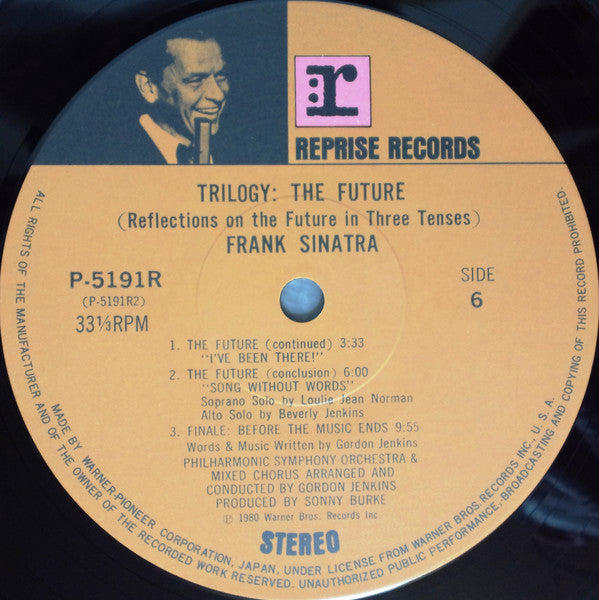 r
REPRISE RECORDS
TRILOGY: THE FUTURE
(Reflections on the Future in Three Tenses)
FRANK SINATRA
P-5191R
(P-5191R2)
33⅓RPM
SIDE
6
1. THE FUTURE (continued) 3:33
"I'VE BEEN THERE!"
2. THE FUTURE (conclusion) 6:00
"SONG WITHOUT WORDS"
Soprano Solo by Loulie Jean Norman
Alto Solo by Beverly Jenkins
3. FINALE: BEFORE THE MUSIC ENDS 9:55
Words & Music Written by Gordon Jenkins
PHILHARMONIC SYMPHONY ORCHESTRA &
MIXED CHORUS ARRANGED AND
CONDUCTED BY GORDON JENKINS
PRODUCED BY SONNY BURKE
℗ 1980 Warner Bros. Records Inc
STEREO
MADE BY WARNER-PIONEER CORPORATION, JAPAN, UNDER LICENSE FROM WARNER BROS. RECORDS INC., U.S.A.
ALL RIGHTS OF THE MANUFACTURER AND OF THE OWNER OF THE RECORDED WORK RESERVED. UNAUTHORIZED PUBLIC PERFORMANCE, BROADCASTING AND COPYING OF THIS RECORD PROHIBITED.